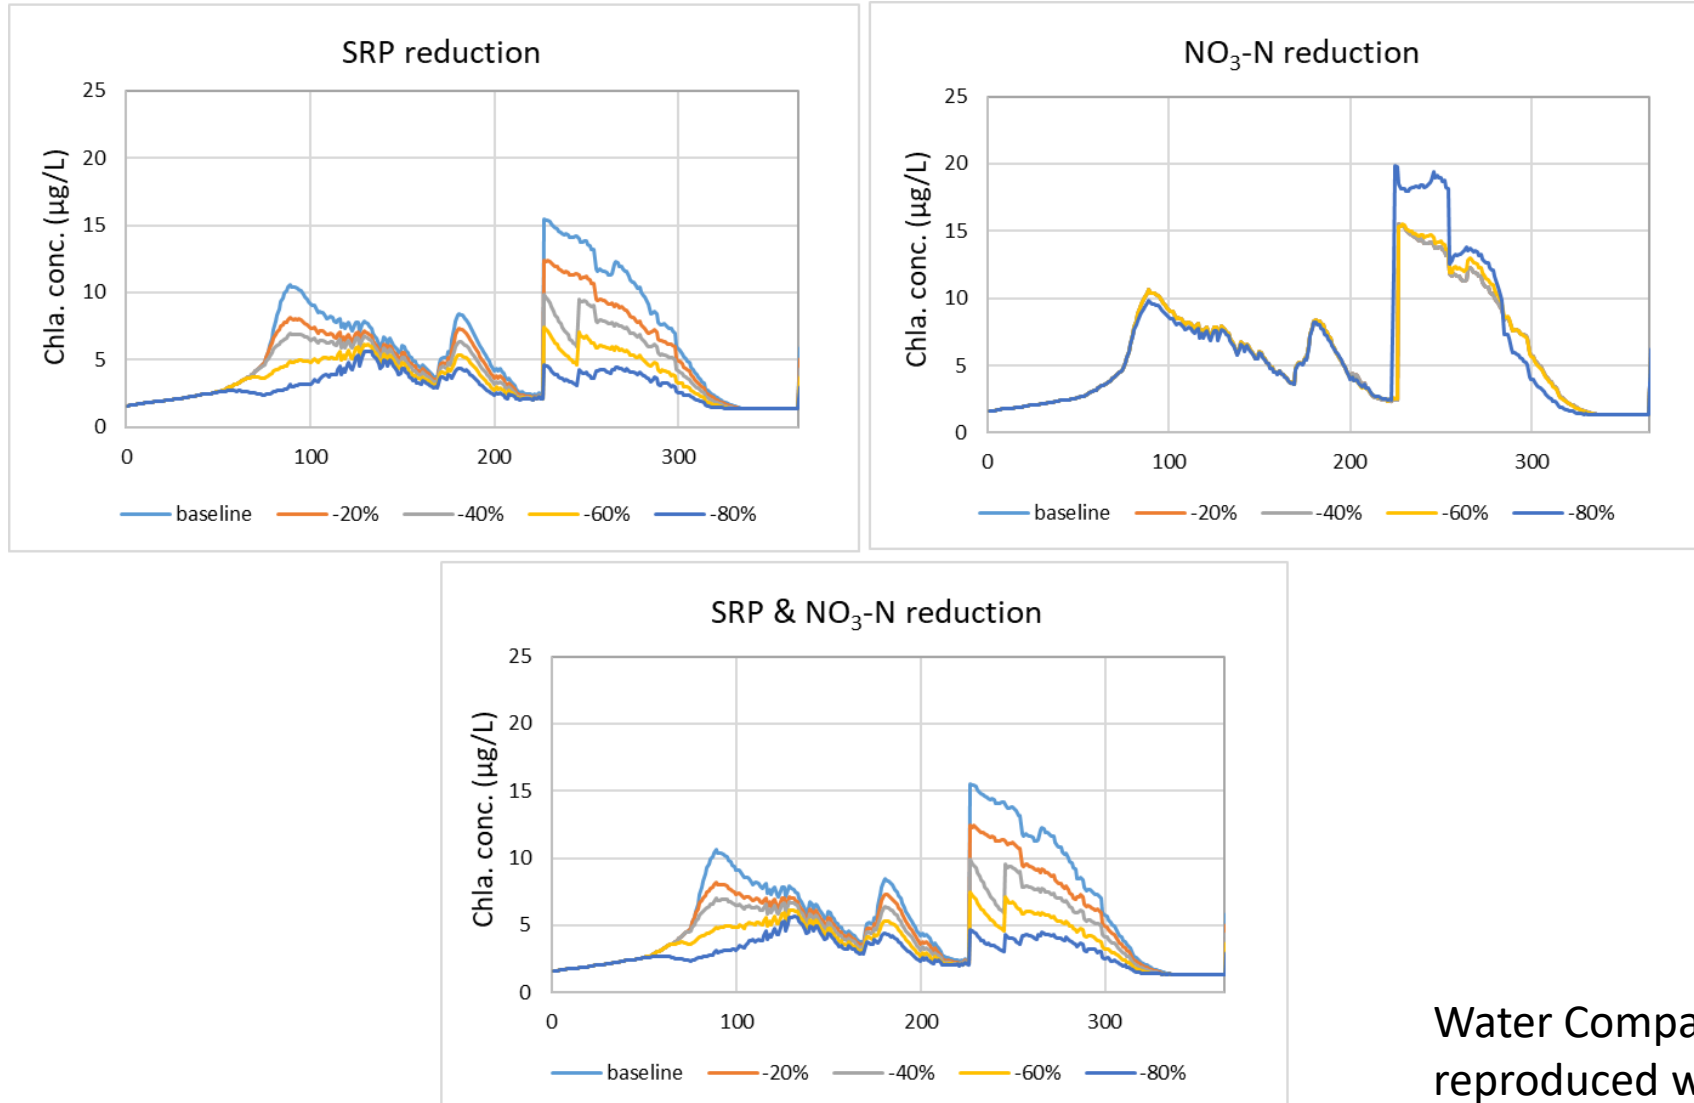 SRP reduction
25
20
15
10
5
0
Chla. conc. (µg/L)
0 100 200 300
baseline -20% -40% -60% -80%
NO₃-N reduction
25
20
15
10
5
0
Chla. conc. (µg/L)
0 100 200 300
baseline -20% -40% -60% -80%
SRP & NO₃-N reduction
25
20
15
10
5
0
Chla. conc. (µg/L)
0 100 200 300
baseline -20% -40% -60% -80%
Water
reproduced